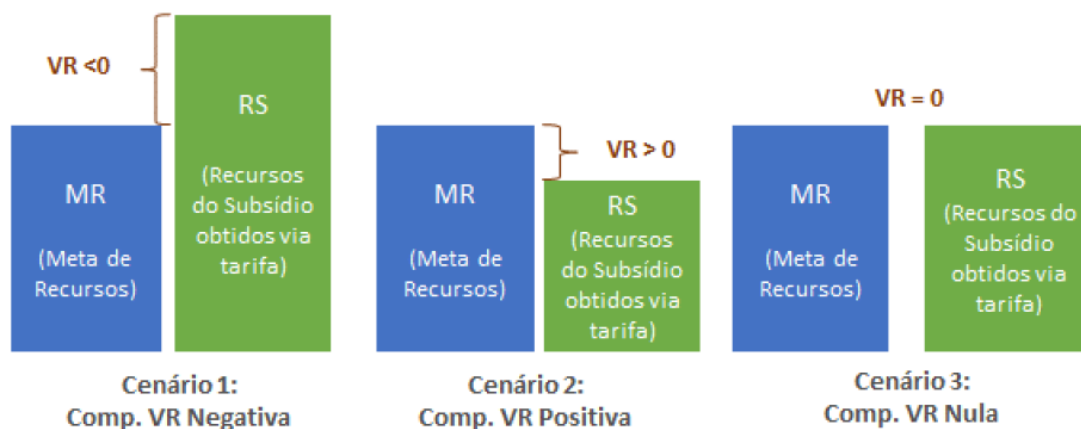 VR <0
MR
(Meta de
Recursos)
RS
(Recursos
do Subsídio
obtidos via
tarifa)
Cenário 1:
Comp. VR Negativa
MR
(Meta de
Recursos)
VR > 0
RS
(Recursos
do Subsídio
obtidos via
tarifa)
Cenário 2:
Comp. VR Positiva
VR = 0
MR
(Meta de
Recursos)
RS
(Recursos do
Subsídio
obtidos via
tarifa)
Cenário 3:
Comp. VR Nula